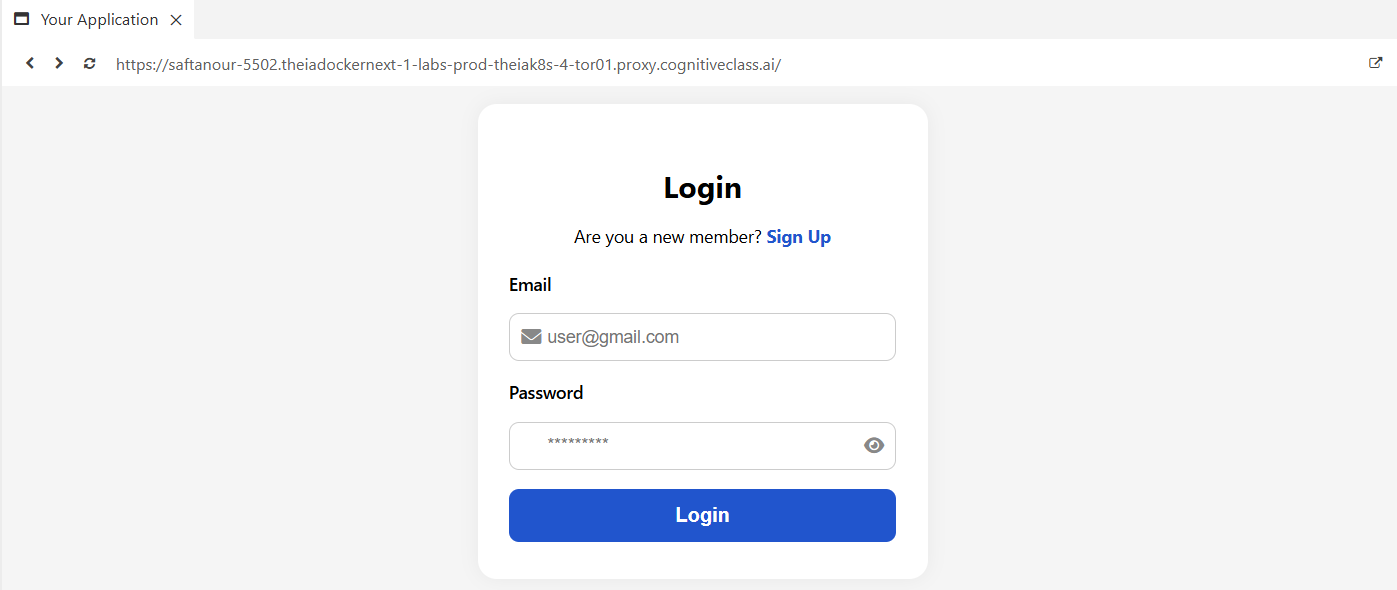 Your Application
https://saftanour-5502.theiadockernext-1-labs-prod-theiak8s-4-tor01.proxy.cognitiveclass.ai/
Login
Are you a new member? Sign Up
Email
user@gmail.com
Password
*********
Login